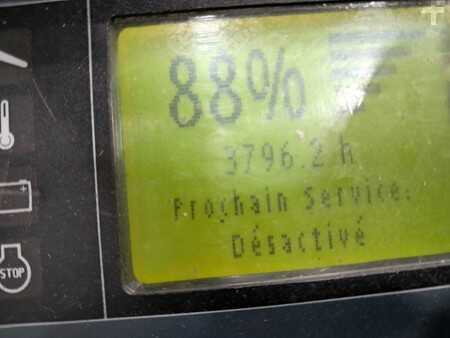 88%
3796.2 h
Prochain Service:
Désactivé
STOP